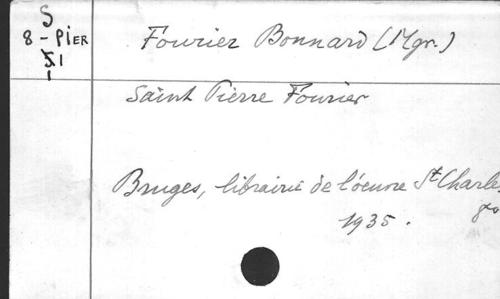 S
8 - PIER
51
1
Fourier Bonnard (Mgr.)
Saint Pierre Fourier
Bruges, librairie de l'oeuvre St Charles
1935.